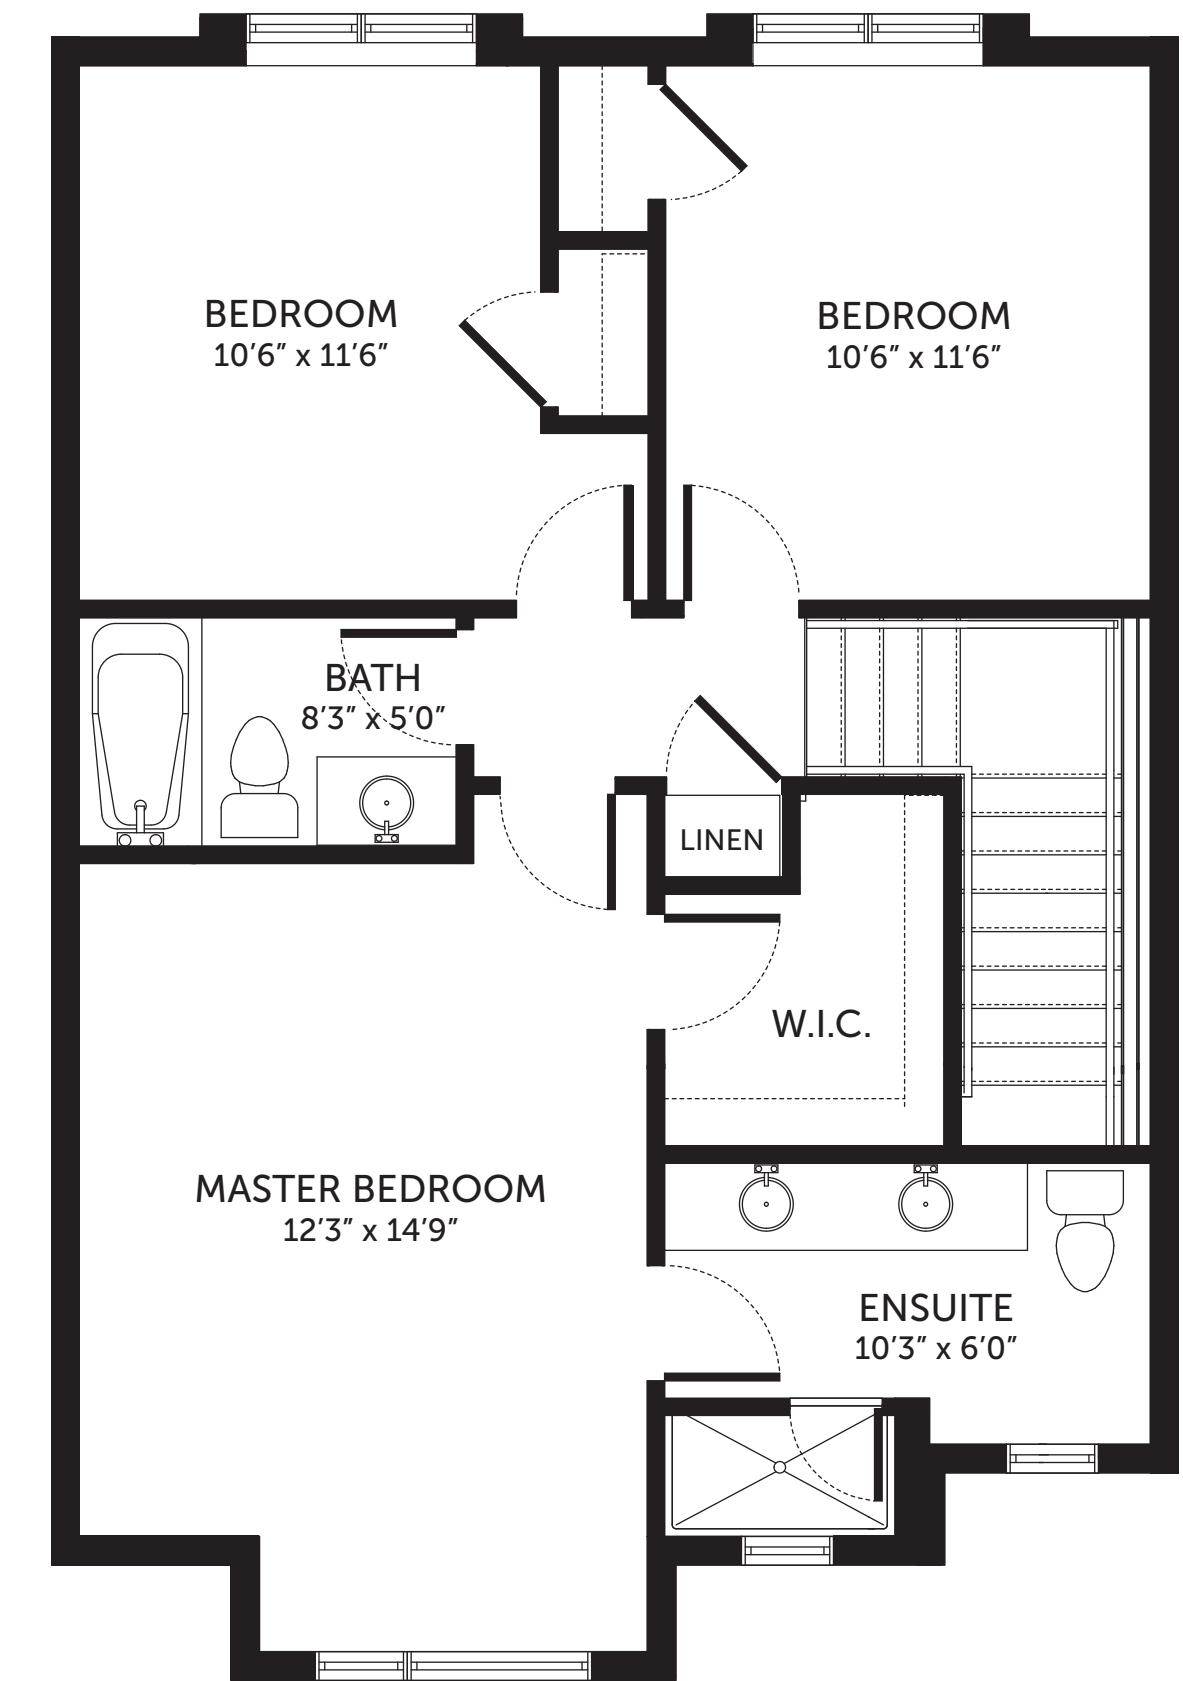 BEDROOM
10'6” x 11'6”
BEDROOM
10'6” x 11'6”
BATH
8'3” x 5'0”
LINEN
W.I.C.
MASTER BEDROOM
12'3” x 14'9”
ENSUITE
10'3” x 6'0”